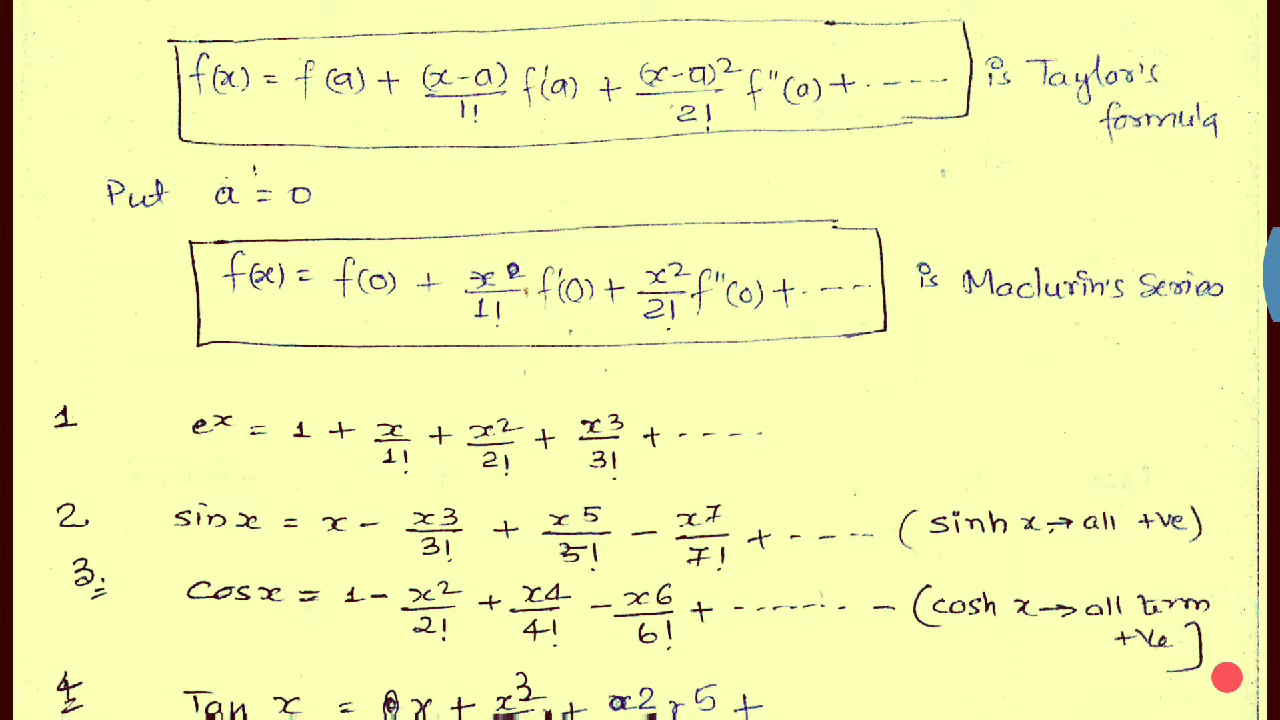 f(x) = f(a) + (x-a)/1! f'(a) + (x-a)²/2! f''(0) + ..---- is Taylor's
formula
Put a = 0
f(x) = f(0) + x/1! f'(0) + x²/2! f''(0) + ..--- is Maclurin's Series
1 eˣ = 1 + x/1! + x²/2! + x³/3! + -----
2 sin x = x - x³/3! + x⁵/5! - x⁷/7! + ---- (sinh x → all +ve)
3: Cos x = 1 - x²/2! + x⁴/4! - x⁶/6! + -------- (cosh x → all term
+ve]
4 Tan x = x + x³ + 2x⁵ +